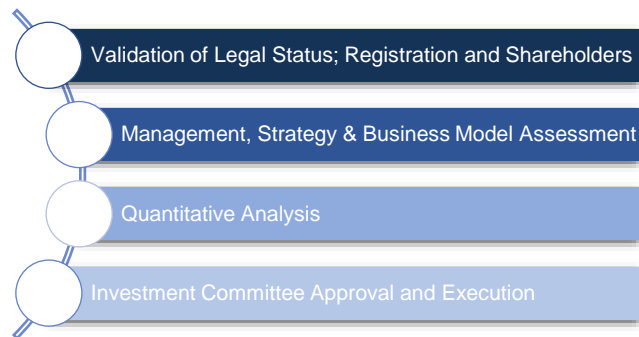 Validation of Legal Status; Registration and Shareholders
Management, Strategy & Business Model Assessment
Quantitative Analysis
Investment Committee Approval and Execution